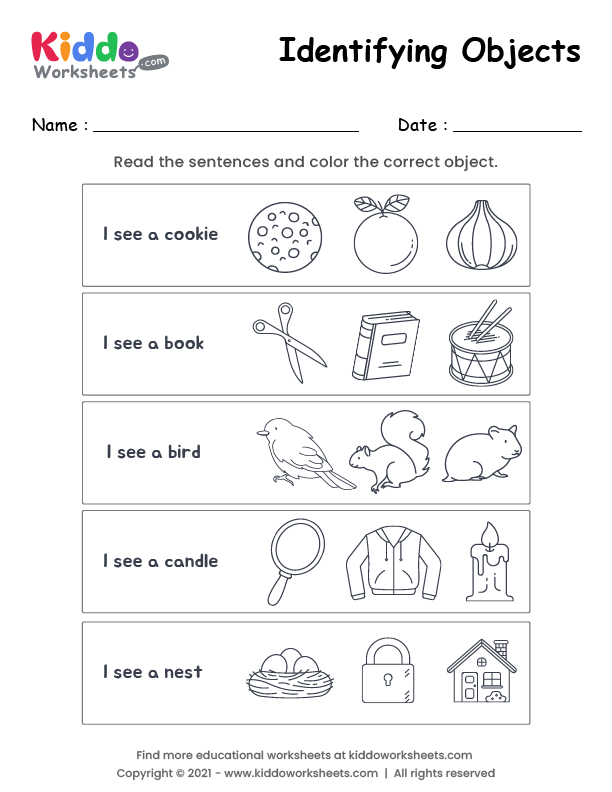 Kiddo
Worksheets
.com
Identifying Objects
Name :
Date :
Read the sentences and color the correct object.
I see a cookie
I see a book
I see a bird
I see a candle
I see a nest
Find more educational worksheets at kiddoworksheets.com
Copyright © 2021 - www.kiddoworksheets.com | All rights reserved